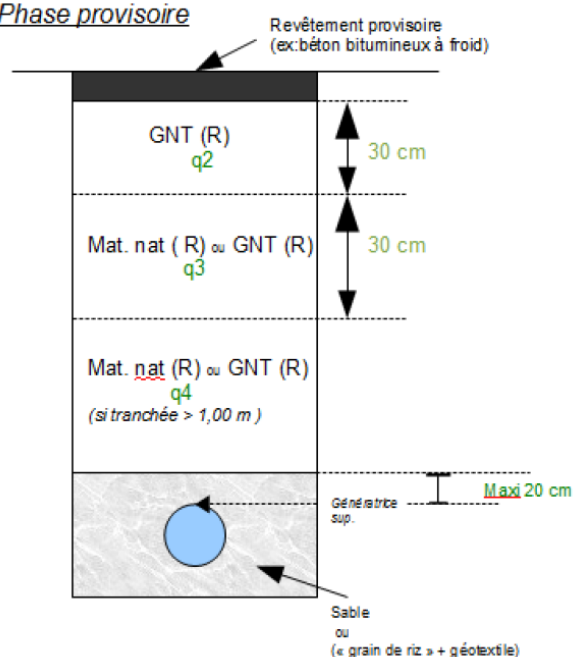 Phase provisoire
Revêtement provisoire
(ex:béton bitumineux à froid)
GNT (R)
q2
30 cm
Mat. nat ( R) ou GNT (R)
q3
30 cm
Mat. nat (R) ou GNT (R)
q4
(si tranchée > 1,00 m )
Maxi 20 cm
Génératrice
sup.
Sable
ou
(« grain de riz » + géotextile)